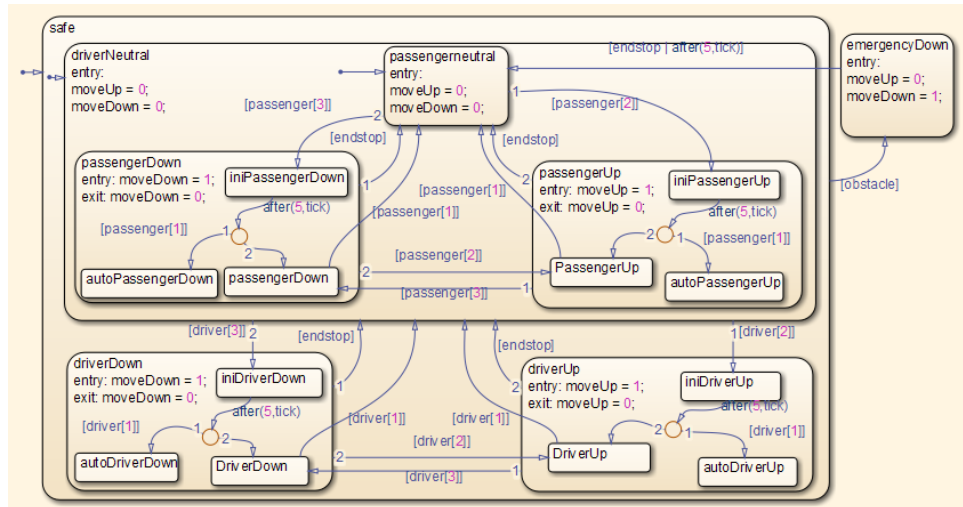 safe
driverNeutral
entry:
moveUp = 0;
moveDown = 0;
passengerneutral
entry:
moveUp = 0;
moveDown = 0;
[endstop | after(5,tick)]
emergencyDown
entry:
moveUp = 0;
moveDown = 1;
[passenger[3]]
2
1
[passenger[2]]
[endstop]
[endstop]
passengerDown
entry: moveDown = 1;
exit: moveDown = 0;
iniPassengerDown
after(5,tick)
1
[passenger[1]]
1
2
autoPassengerDown
passengerDown
[passenger[1]]
[passenger[1]]
2
passengerUp
entry: moveUp = 1;
exit: moveUp = 0;
iniPassengerUp
after(5,tick)
2
1
[passenger[1]]
PassengerUp
autoPassengerUp
[obstacle]
2
[passenger[2]]
[passenger[3]]
1
[driver[3]]
2
[endstop]
[endstop]
1
[driver[2]]
driverDown
entry: moveDown = 1;
exit: moveDown = 0;
iniDriverDown
after(5,tick)
1
[driver[1]]
1
2
autoDriverDown
DriverDown
[driver[1]]
[driver[1]]
2
driverUp
entry: moveUp = 1;
exit: moveUp = 0;
iniDriverUp
after(5,tick)
2
1
[driver[1]]
DriverUp
autoDriverUp
2
[driver[2]]
[driver[3]]
1